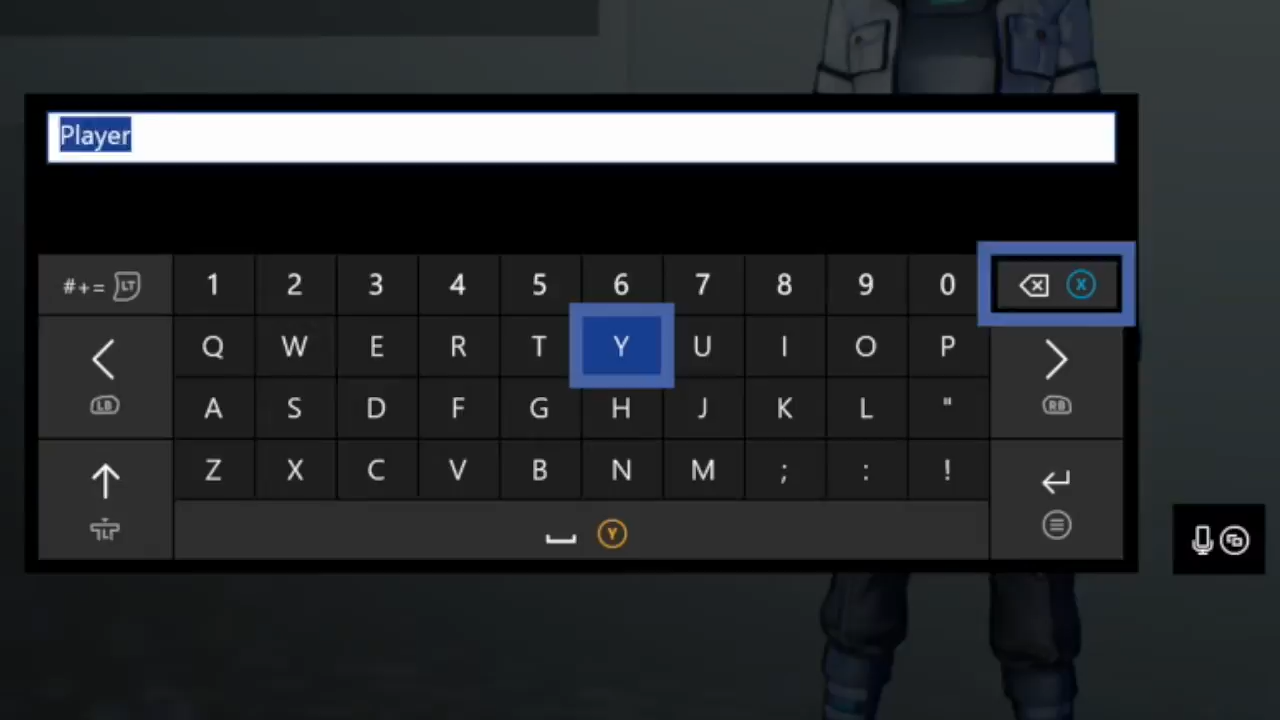 Player
#+= LT 1 2 3 4 5 6 7 8 9 0 X
Q W E R T Y U I O P
LB A S D F G H J K L " RB
Z X C V B N M ; : !
Y